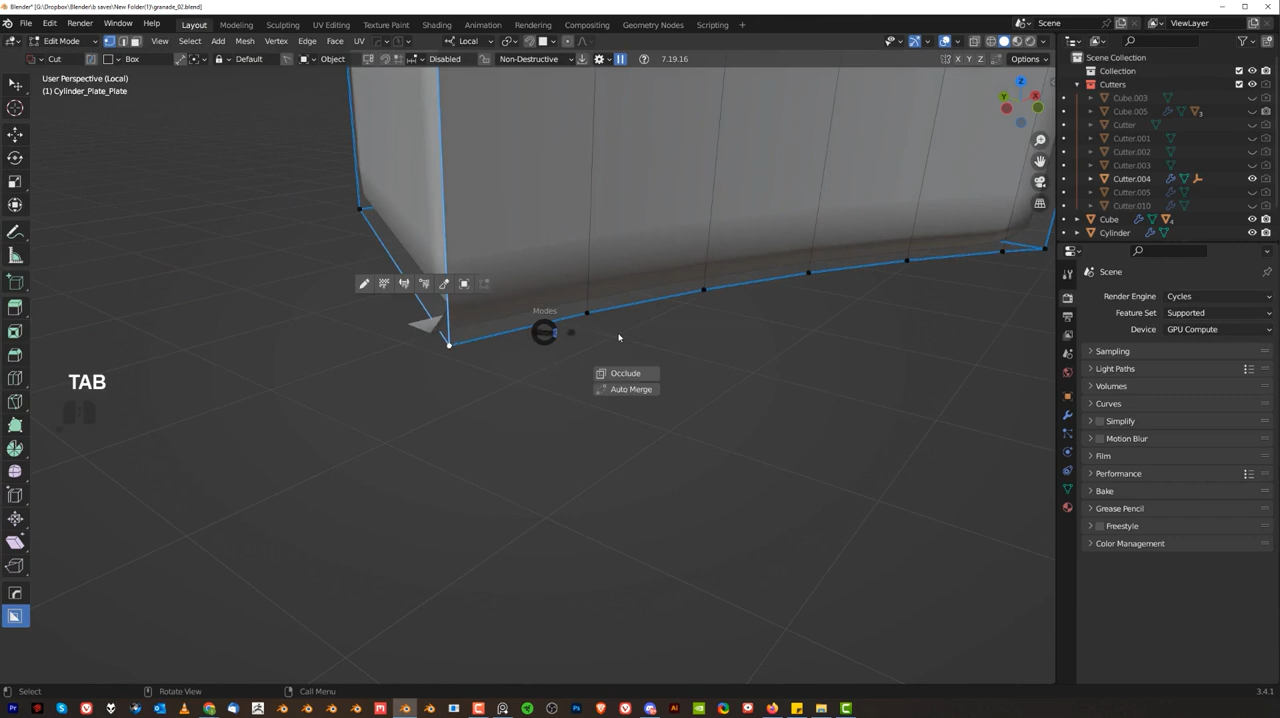 Blender* [G:\Dropbox\Blender\b saves\New Folder(1)\granade_02.blend]
File Edit Render Window Help Layout Modeling Sculpting UV Editing Texture Paint Shading Animation Rendering Compositing Geometry Nodes Scripting + Scene ViewLayer
Edit Mode View Select Add Mesh Vertex Edge Face UV Local
Cut Box Default Object Disabled Non-Destructive 7.19.16 X Y Z Options
User Perspective (Local)
(1) Cylinder_Plate_Plate
Scene Collection
Collection
Cutters
Cube.003
Cube.005
Cutter
Cutter.001
Cutter.002
Cutter.003
Cutter.004
Cutter.005
Cutter.010
Cube
Cylinder
Scene
Render Engine Cycles
Feature Set Supported
Device GPU Compute
Sampling
Light Paths
Volumes
Curves
Simplify
Motion Blur
Film
Performance
Bake
Grease Pencil
Freestyle
Color Management
Modes
Occlude
Auto Merge
TAB
Select Rotate View Call Menu 3.4.1